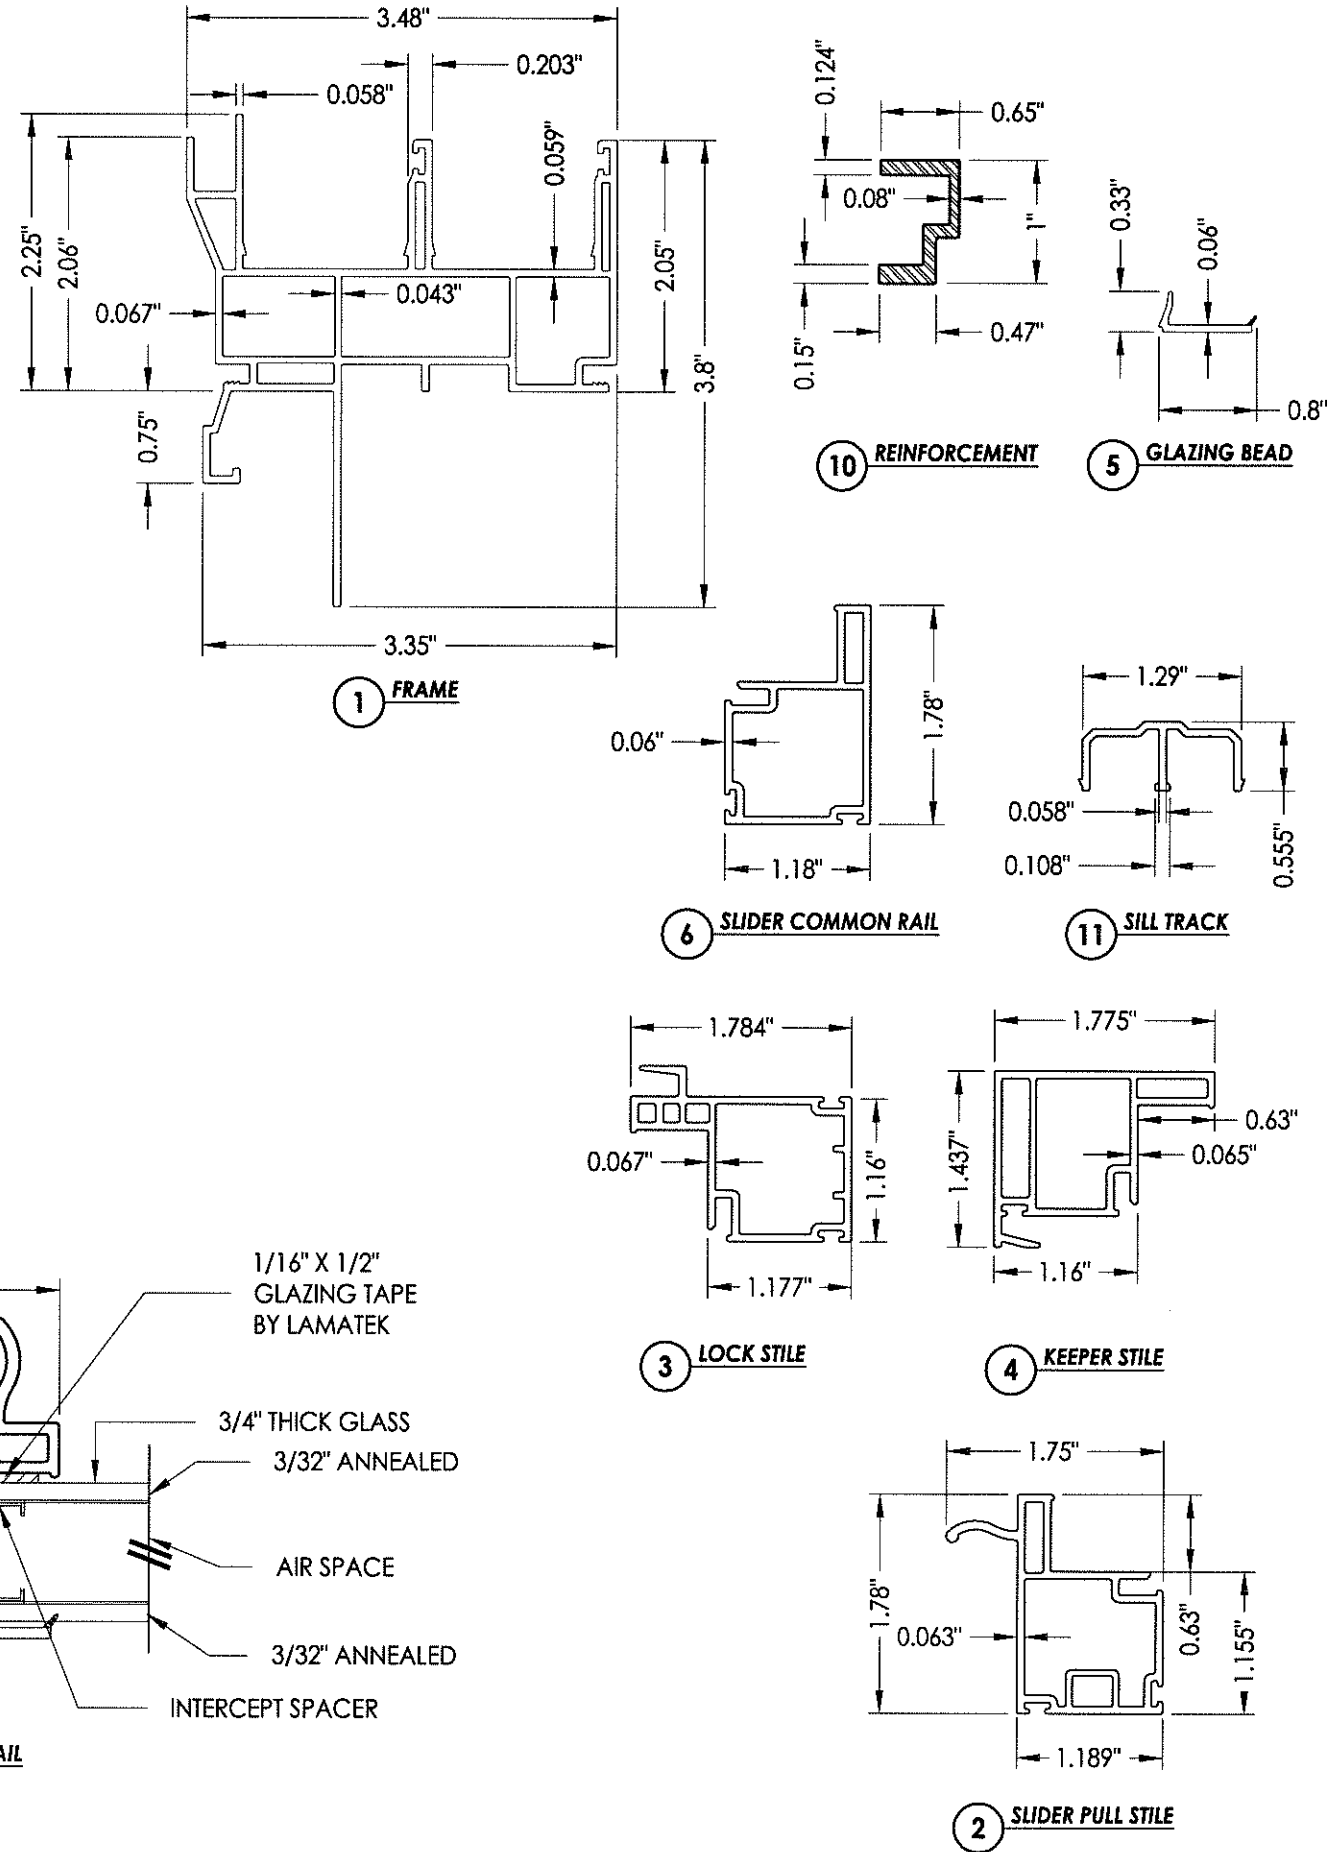 3.48"
0.203"
0.058"
0.059"
2.25"
2.06"
2.05"
0.043"
0.067"
3.8"
0.75"
3.35"
1 FRAME
0.124"
0.65"
0.08"
1"
0.15"
0.47"
10 REINFORCEMENT
0.33"
0.06"
0.8"
5 GLAZING BEAD
0.06"
1.78"
1.18"
6 SLIDER COMMON RAIL
1.29"
0.058"
0.108"
0.555"
11 SILL TRACK
1.784"
0.067"
1.16"
1.177"
3 LOCK STILE
1.775"
1.437"
0.63"
0.065"
1.16"
4 KEEPER STILE
1/16" X 1/2"
GLAZING TAPE
BY LAMATEK
3/4" THICK GLASS
3/32" ANNEALED
AIR SPACE
3/32" ANNEALED
INTERCEPT SPACER
AIL
1.75"
1.78"
0.063"
0.63"
1.155"
1.189"
2 SLIDER PULL STILE